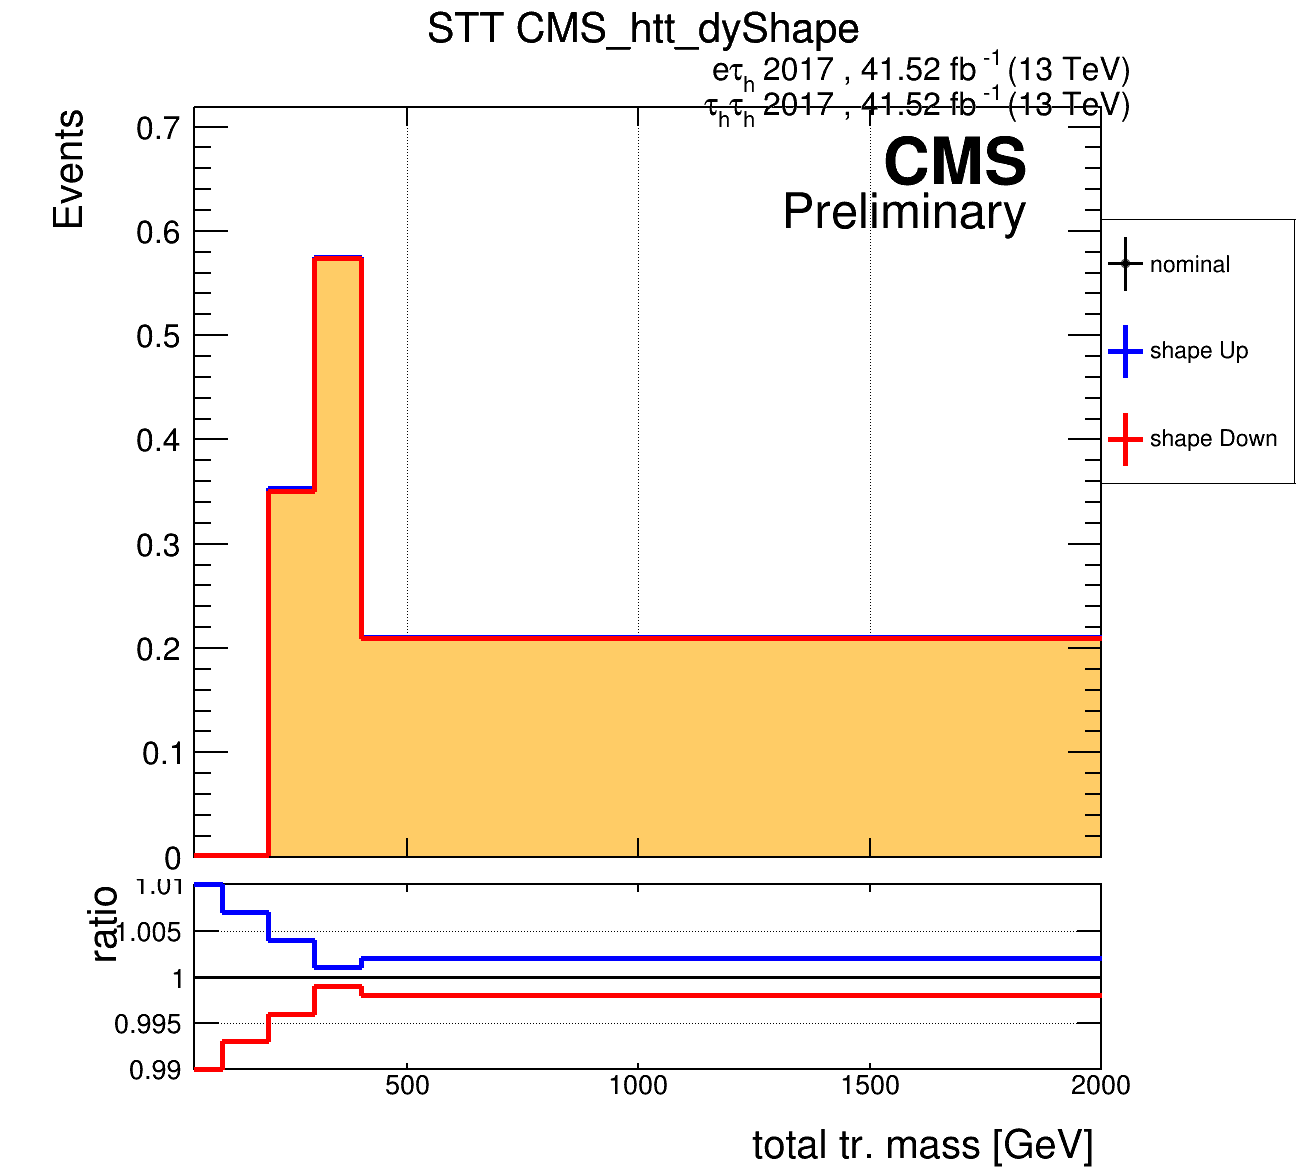 STT CMS_htt_dyShape
eτh 2017 , 41.52 fb -1 (13 TeV)
τhτh 2017 , 41.52 fb -1 (13 TeV)
Events
CMS
Preliminary
0.7
0.6
0.5
0.4
0.3
0.2
0.1
0
nominal
shape Up
shape Down
ratio
1.01
1.005
1
0.995
0.99
500 1000 1500 2000
total tr. mass [GeV]